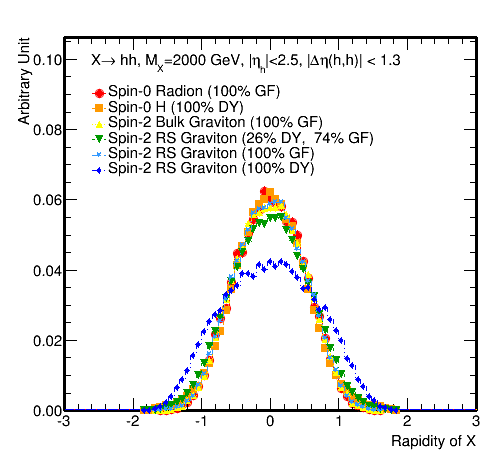 Arbitrary Unit
X→ hh, M_X=2000 GeV, |η_h|<2.5, |Δη(h,h)| < 1.3
Spin-0 Radion (100% GF)
Spin-0 H (100% DY)
Spin-2 Bulk Graviton (100% GF)
Spin-2 RS Graviton (26% DY, 74% GF)
Spin-2 RS Graviton (100% GF)
Spin-2 RS Graviton (100% DY)
0.10
0.08
0.06
0.04
0.02
0.00
-3 -2 -1 0 1 2 3
Rapidity of X